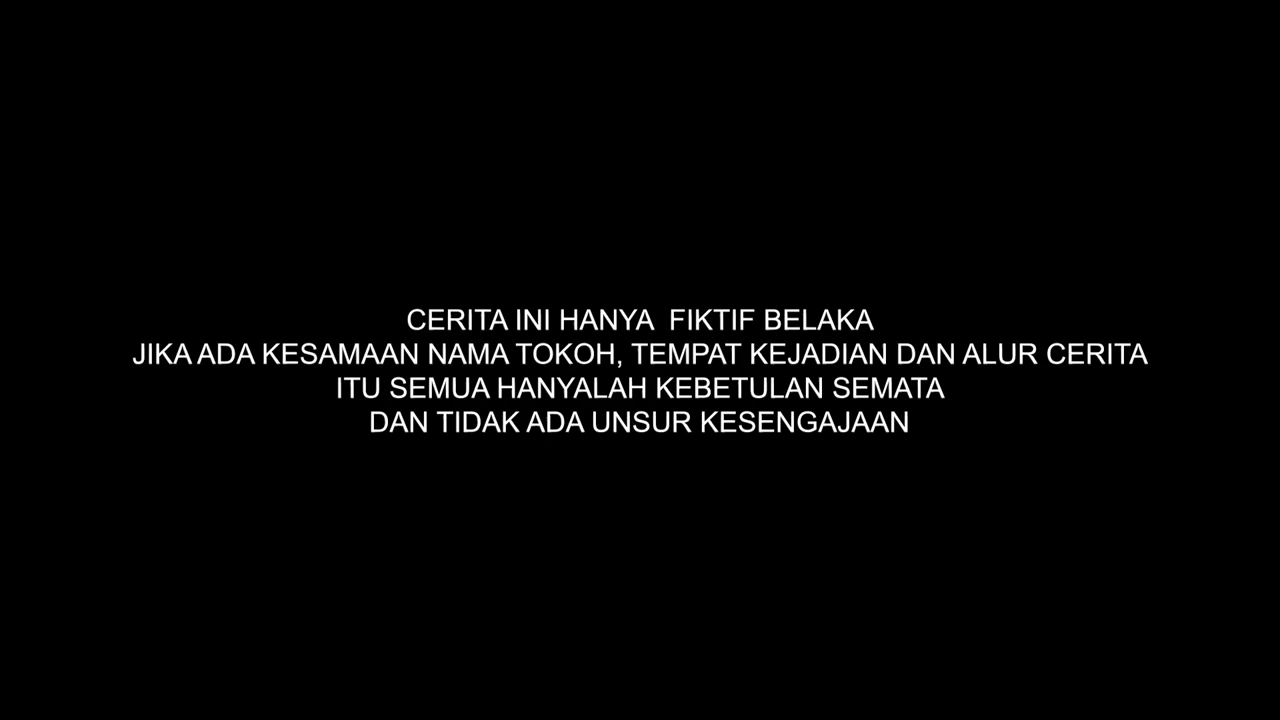 CERITA INI HANYA  FIKTIF BELAKA
JIKA ADA KESAMAAN NAMA TOKOH, TEMPAT KEJADIAN DAN ALUR CERITA
ITU SEMUA HANYALAH KEBETULAN SEMATA
DAN TIDAK ADA UNSUR KESENGAJAAN